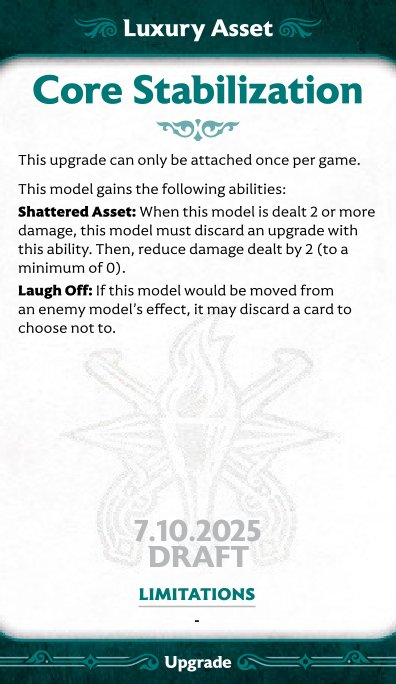 Luxury Asset
Core Stabilization
This upgrade can only be attached once per game.
This model gains the following abilities:
Shattered Asset: When this model is dealt 2 or more
damage, this model must discard an upgrade with
this ability. Then, reduce damage dealt by 2 (to a
minimum of 0).
Laugh Off: If this model would be moved from
an enemy model’s effect, it may discard a card to
choose not to.
7.10.2025
DRAFT
LIMITATIONS
-
Upgrade